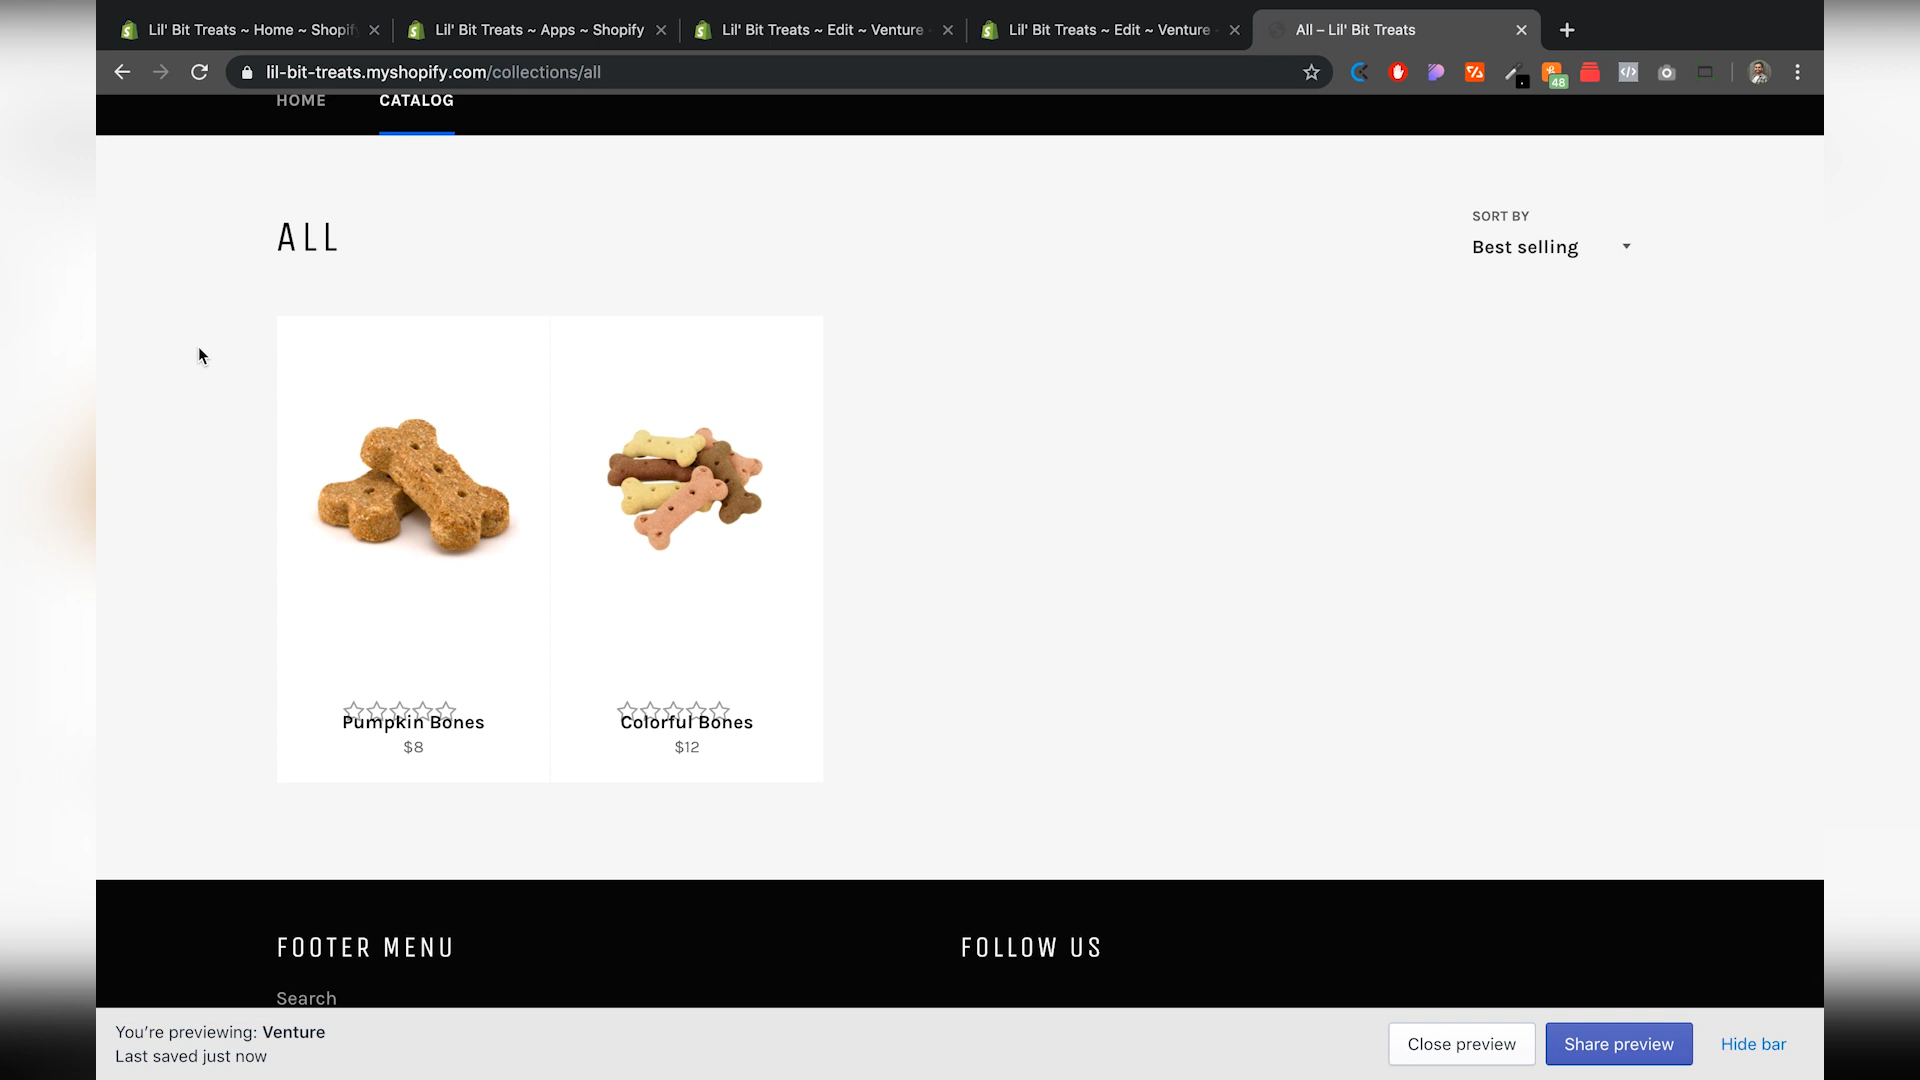 Lil' Bit Treats ~ Home ~ Shopif
Lil' Bit Treats ~ Apps ~ Shopify
Lil' Bit Treats ~ Edit ~ Venture
Lil' Bit Treats ~ Edit ~ Venture
All – Lil' Bit Treats
lil-bit-treats.myshopify.com/collections/all
48
HOME
CATALOG
ALL
SORT BY
Best selling
Pumpkin Bones
$8
Colorful Bones
$12
FOOTER MENU
FOLLOW US
Search
You're previewing: Venture
Last saved just now
Close preview
Share preview
Hide bar